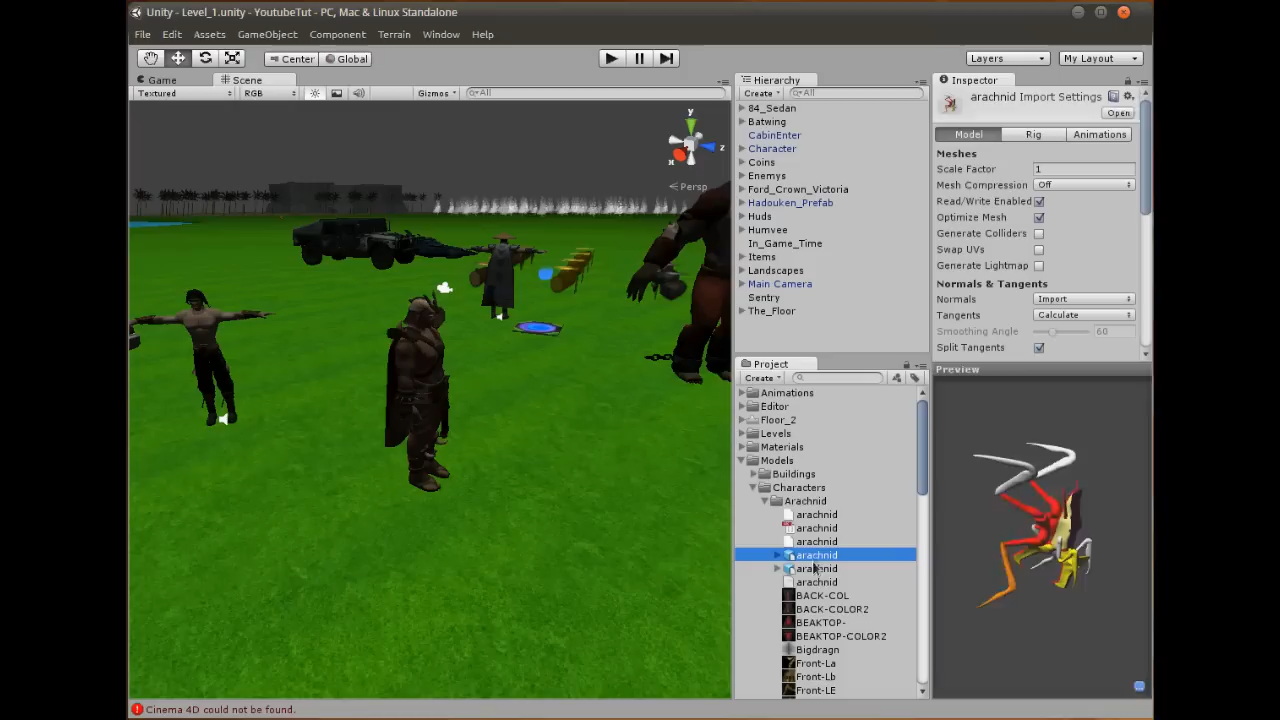 Unity - Level_1.unity - YoutubeTut - PC, Mac & Linux Standalone
File Edit Assets GameObject Component Terrain Window Help
Center Global Layers My Layout
Game Scene
Textured RGB Gizmos All
y
z
x
Persp
Hierarchy
Create All
84_Sedan
Batwing
CabinEnter
Character
Coins
Enemys
Ford_Crown_Victoria
Hadouken_Prefab
Huds
Humvee
In_Game_Time
Items
Landscapes
Main Camera
Sentry
The_Floor
Project
Create
Animations
Editor
Floor_2
Levels
Materials
Models
Buildings
Characters
Arachnid
arachnid
arachnid
arachnid
arachnid
arachnid
arachnid
BACK-COL
BACK-COLOR2
BEAKTOP-
BEAKTOP-COLOR2
Bigdragn
Front-La
Front-Lb
Front-LE
Inspector
arachnid Import Settings
Open
Model Rig Animations
Meshes
Scale Factor 1
Mesh Compression Off
Read/Write Enabled
Optimize Mesh
Generate Colliders
Swap UVs
Generate Lightmap
Normals & Tangents
Normals Import
Tangents Calculate
Smoothing Angle 60
Split Tangents
Preview
Cinema 4D could not be found.